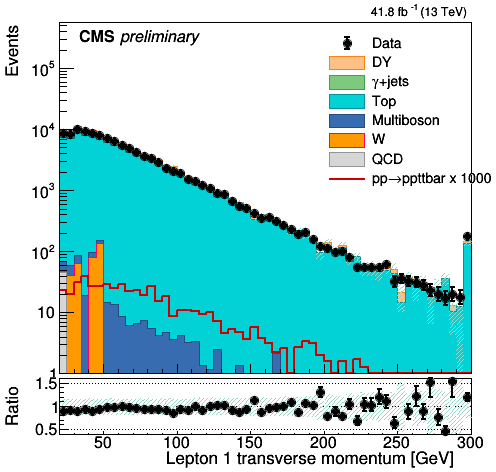 41.8 fb⁻¹ (13 TeV)
CMS preliminary
Events
10⁵
10⁴
10³
10²
10
1
Data
DY
γ+jets
Top
Multiboson
W
QCD
pp→ppttbar x 1000
Ratio
1.5
1
0.5
50 100 150 200 250 300
Lepton 1 transverse momentum [GeV]